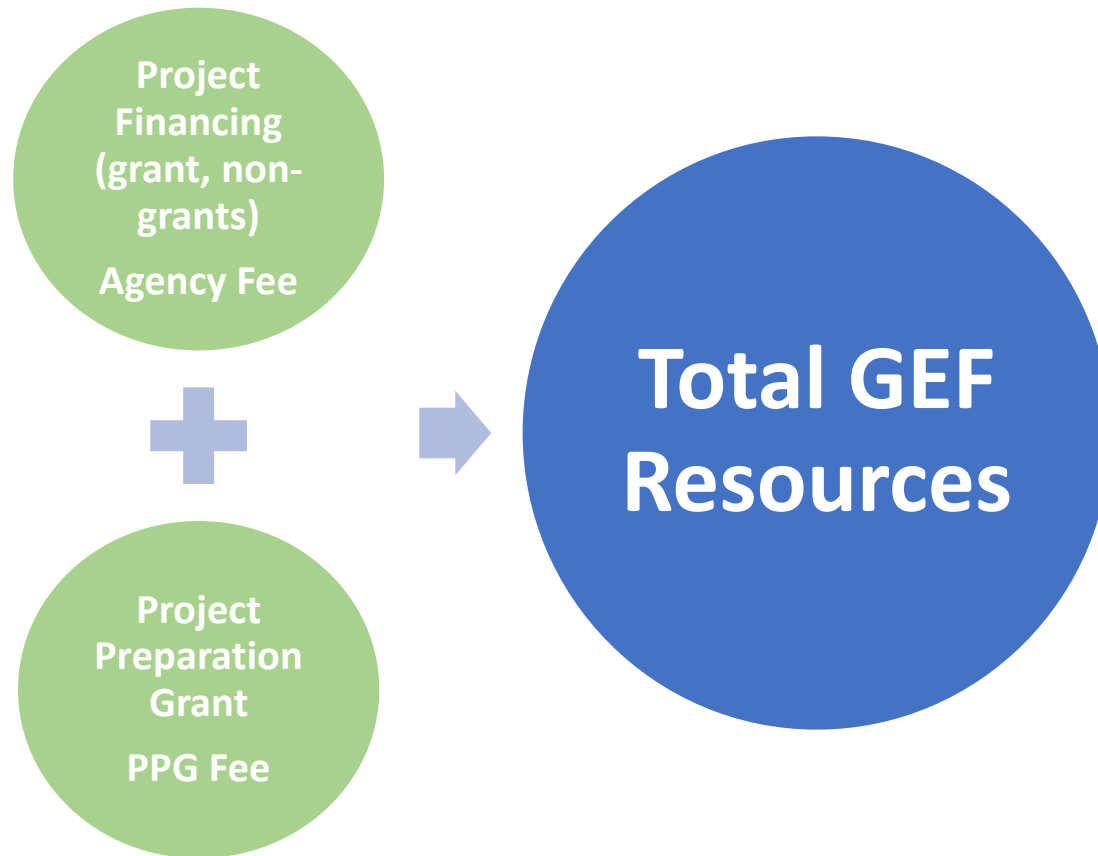 Project
Financing
(grant, non-
grants)
Agency Fee
Project
Preparation
Grant
PPG Fee
Total GEF
Resources